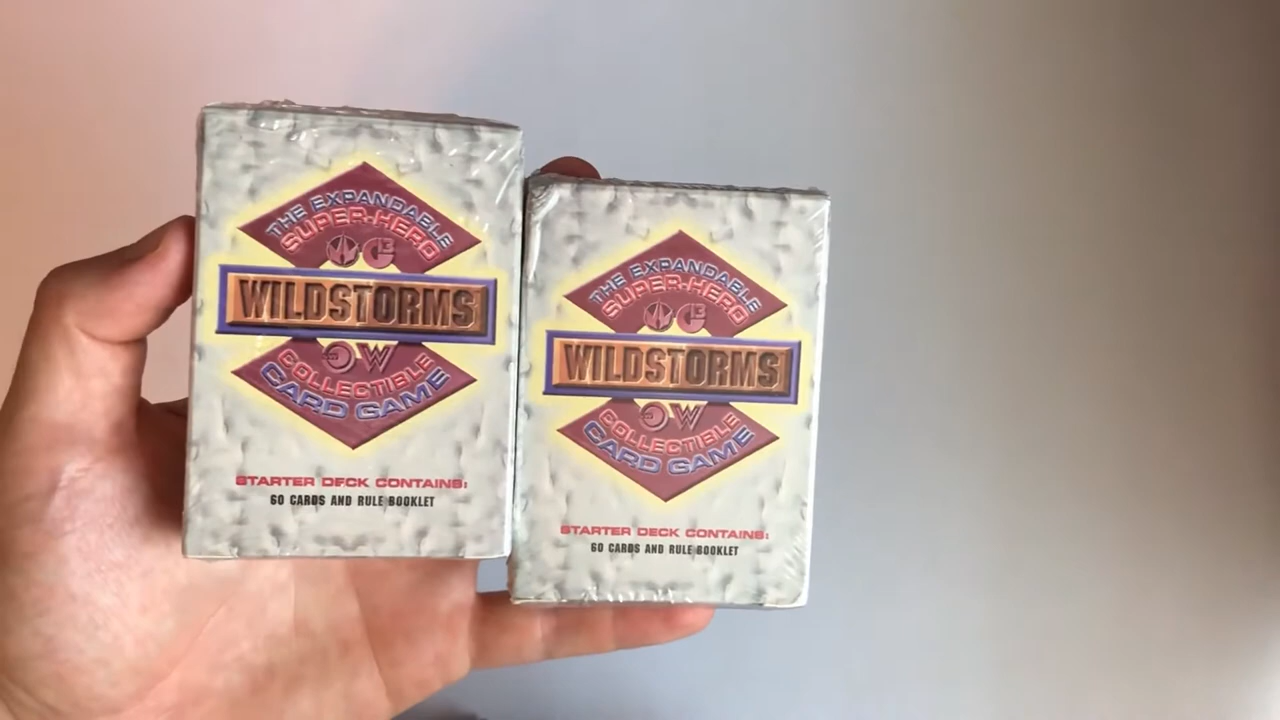 THE EXPANDABLE
SUPER-HERO
WILDSTORMS
COLLECTIBLE
CARD GAME
STARTER DECK CONTAINS:
60 CARDS AND RULE BOOKLET
THE EXPANDABLE
SUPER-HERO
WILDSTORMS
COLLECTIBLE
CARD GAME
STARTER DECK CONTAINS:
60 CARDS AND RULE BOOKLET